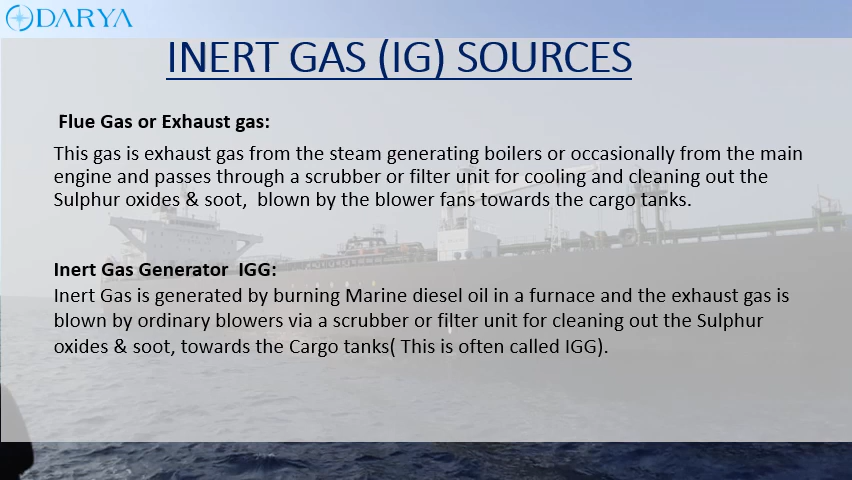 DARYA
INERT GAS (IG) SOURCES
Flue Gas or Exhaust gas:
This gas is exhaust gas from the steam generating boilers or occasionally from the main
engine and passes through a scrubber or filter unit for cooling and cleaning out the
Sulphur oxides & soot,  blown by the blower fans towards the cargo tanks.
Inert Gas Generator  IGG:
Inert Gas is generated by burning Marine diesel oil in a furnace and the exhaust gas is
blown by ordinary blowers via a scrubber or filter unit for cleaning out the Sulphur
oxides & soot, towards the Cargo tanks( This is often called IGG).